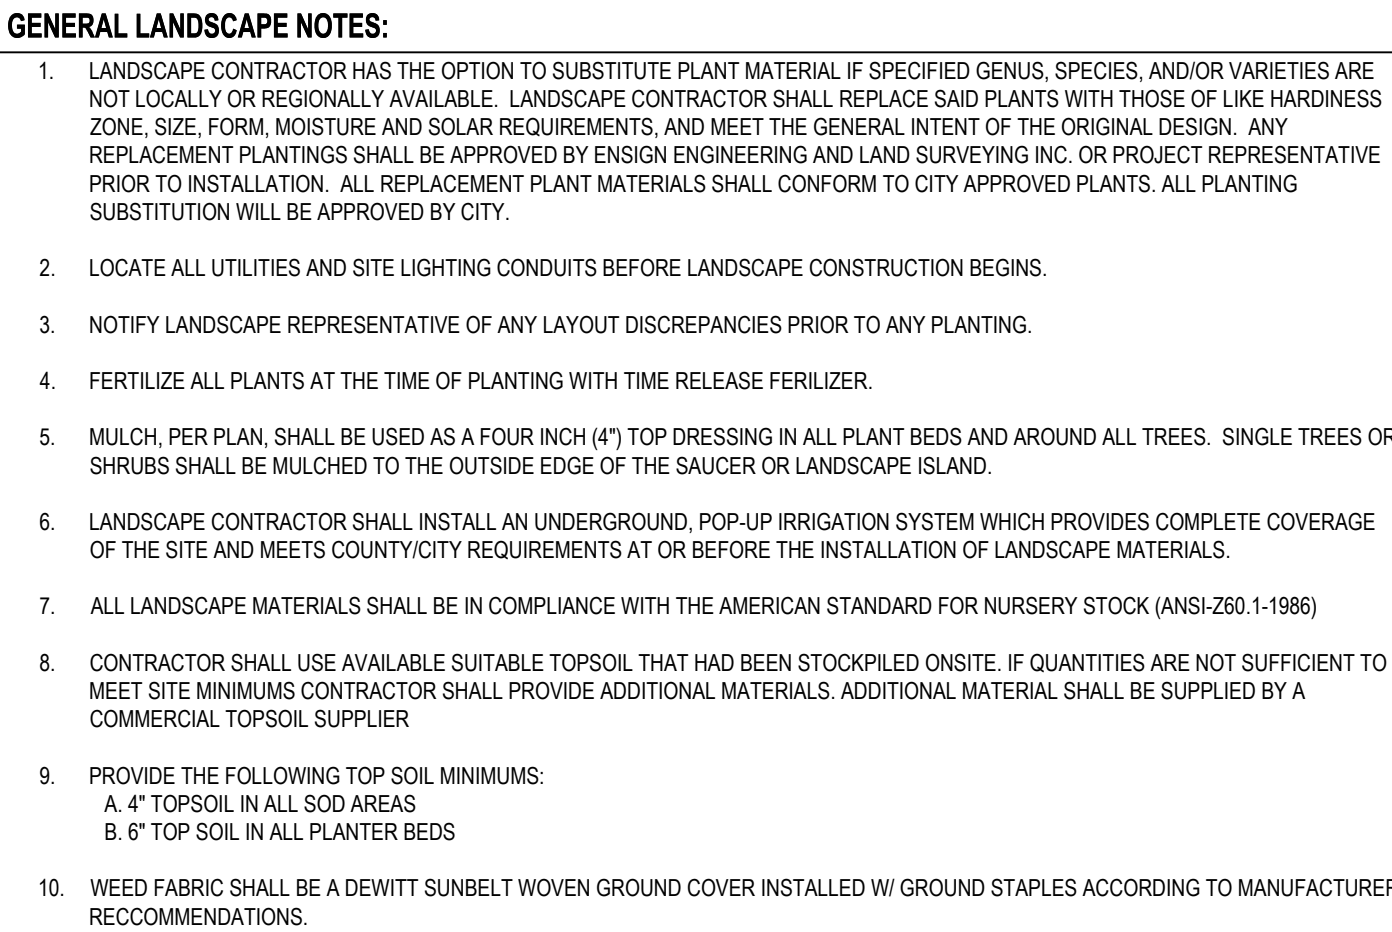 GENERAL LANDSCAPE NOTES:
1. LANDSCAPE CONTRACTOR HAS THE OPTION TO SUBSTITUTE PLANT MATERIAL IF SPECIFIED GENUS, SPECIES, AND/OR VARIETIES ARE
NOT LOCALLY OR REGIONALLY AVAILABLE. LANDSCAPE CONTRACTOR SHALL REPLACE SAID PLANTS WITH THOSE OF LIKE HARDINESS
ZONE, SIZE, FORM, MOISTURE AND SOLAR REQUIREMENTS, AND MEET THE GENERAL INTENT OF THE ORIGINAL DESIGN. ANY
REPLACEMENT PLANTINGS SHALL BE APPROVED BY ENSIGN ENGINEERING AND LAND SURVEYING INC. OR PROJECT REPRESENTATIVE
PRIOR TO INSTALLATION. ALL REPLACEMENT PLANT MATERIALS SHALL CONFORM TO CITY APPROVED PLANTS. ALL PLANTING
SUBSTITUTION WILL BE APPROVED BY CITY.
2. LOCATE ALL UTILITIES AND SITE LIGHTING CONDUITS BEFORE LANDSCAPE CONSTRUCTION BEGINS.
3. NOTIFY LANDSCAPE REPRESENTATIVE OF ANY LAYOUT DISCREPANCIES PRIOR TO ANY PLANTING.
4. FERTILIZE ALL PLANTS AT THE TIME OF PLANTING WITH TIME RELEASE FERILIZER.
5. MULCH, PER PLAN, SHALL BE USED AS A FOUR INCH (4") TOP DRESSING IN ALL PLANT BEDS AND AROUND ALL TREES. SINGLE TREES OR
SHRUBS SHALL BE MULCHED TO THE OUTSIDE EDGE OF THE SAUCER OR LANDSCAPE ISLAND.
6. LANDSCAPE CONTRACTOR SHALL INSTALL AN UNDERGROUND, POP-UP IRRIGATION SYSTEM WHICH PROVIDES COMPLETE COVERAGE
OF THE SITE AND MEETS COUNTY/CITY REQUIREMENTS AT OR BEFORE THE INSTALLATION OF LANDSCAPE MATERIALS.
7. ALL LANDSCAPE MATERIALS SHALL BE IN COMPLIANCE WITH THE AMERICAN STANDARD FOR NURSERY STOCK (ANSI-Z60.1-1986)
8. CONTRACTOR SHALL USE AVAILABLE SUITABLE TOPSOIL THAT HAD BEEN STOCKPILED ONSITE. IF QUANTITIES ARE NOT SUFFICIENT TO
MEET SITE MINIMUMS CONTRACTOR SHALL PROVIDE ADDITIONAL MATERIALS. ADDITIONAL MATERIAL SHALL BE SUPPLIED BY A
COMMERCIAL TOPSOIL SUPPLIER
9. PROVIDE THE FOLLOWING TOP SOIL MINIMUMS:
A. 4" TOPSOIL IN ALL SOD AREAS
B. 6" TOP SOIL IN ALL PLANTER BEDS
10. WEED FABRIC SHALL BE A DEWITT SUNBELT WOVEN GROUND COVER INSTALLED W/ GROUND STAPLES ACCORDING TO MANUFACTURER
RECCOMMENDATIONS.